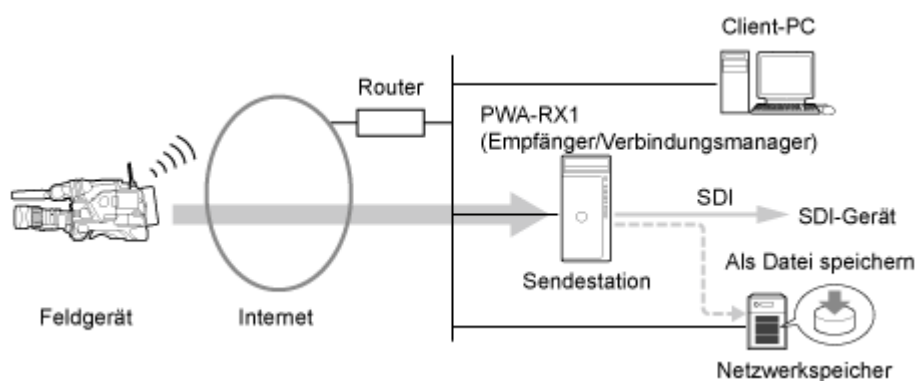 Client-PC
Router
PWA-RX1
(Empfänger/Verbindungsmanager)
SDI
SDI-Gerät
Sendestation
Als Datei speichern
Feldgerät
Internet
Netzwerkspeicher